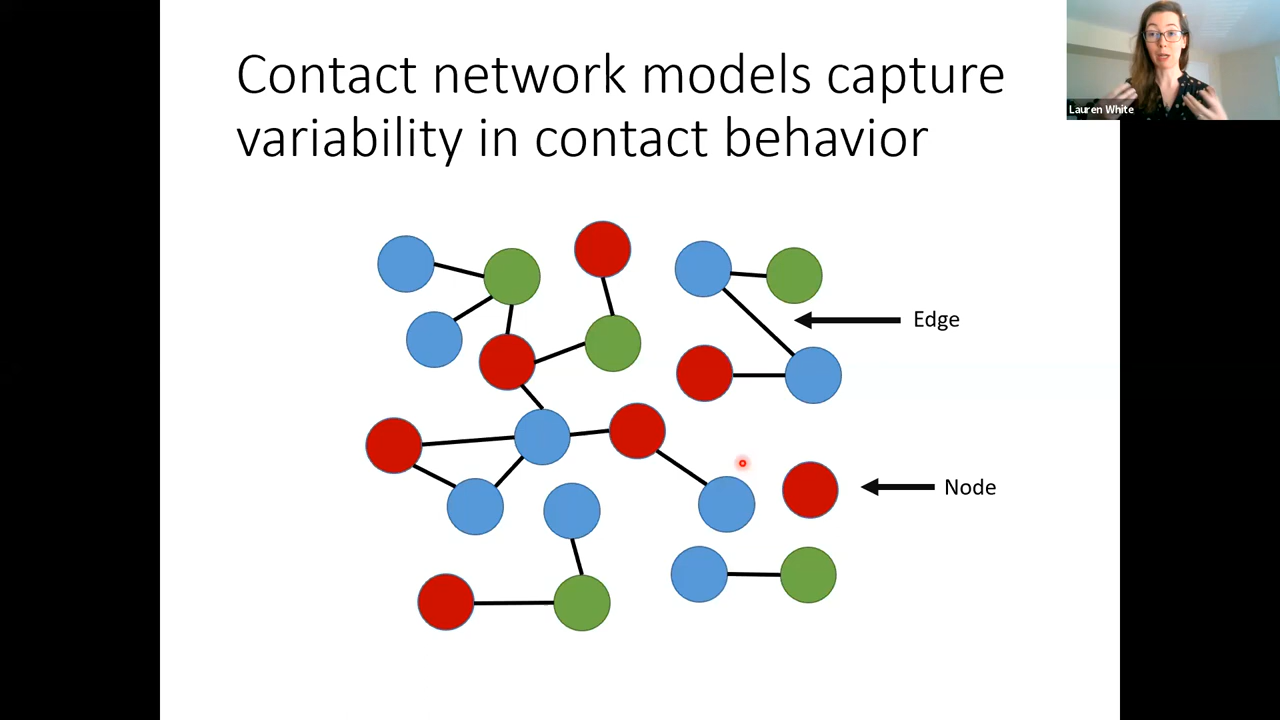 Contact network models capture
variability in contact behavior
Lauren White
Edge
Node